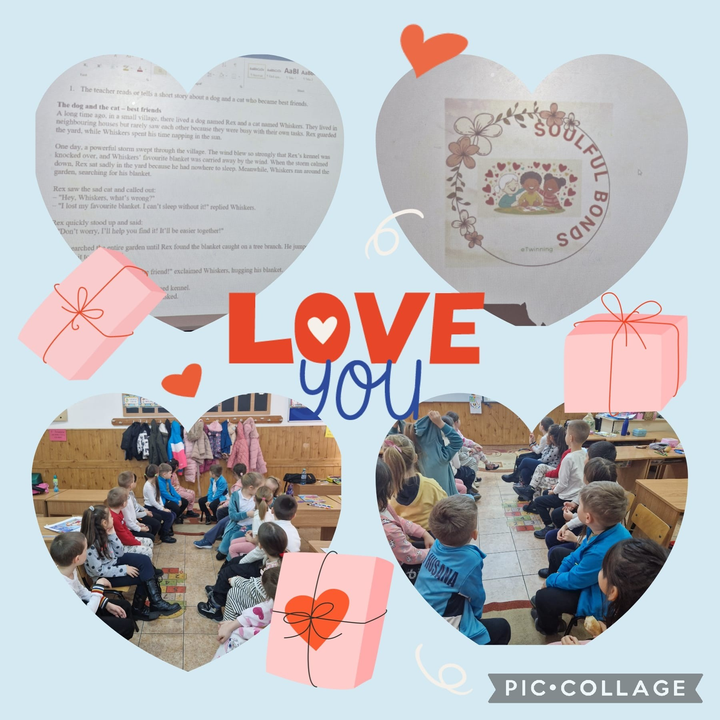 1. The teacher reads or tells a short story about a dog and a cat who became best friends.
The dog and the cat – best friends
A long time ago, in a small village, there lived a dog named Rex and a cat named Whiskers. They lived in
neighbouring houses but rarely saw each other because they were busy with their own tasks. Rex guarded
the yard, while Whiskers spent his time napping in the sun.
One day, a powerful storm swept through the village. The wind blew so strongly that Rex's kennel was
knocked over, and Whiskers' favourite blanket was carried away by the wind. When the storm calmed
down, Rex sat sadly in the yard because he had nowhere to sleep. Meanwhile, Whiskers ran around the
garden, searching for his blanket.
Rex saw the sad cat and called out:
– "Hey, Whiskers, what's wrong?"
– "I lost my favourite blanket. I can't sleep without it!" replied Whiskers.
Rex quickly stood up and said:
"Don't worry, I'll help you find it! It'll be easier together!"
searched the entire garden until Rex found the blanket caught on a tree branch. He
friend!" exclaimed Whiskers, hugging his blanket.
kennel.
SOULFUL BONDS
eTwinning
LOVE
YOU
PIC•COLLAGE